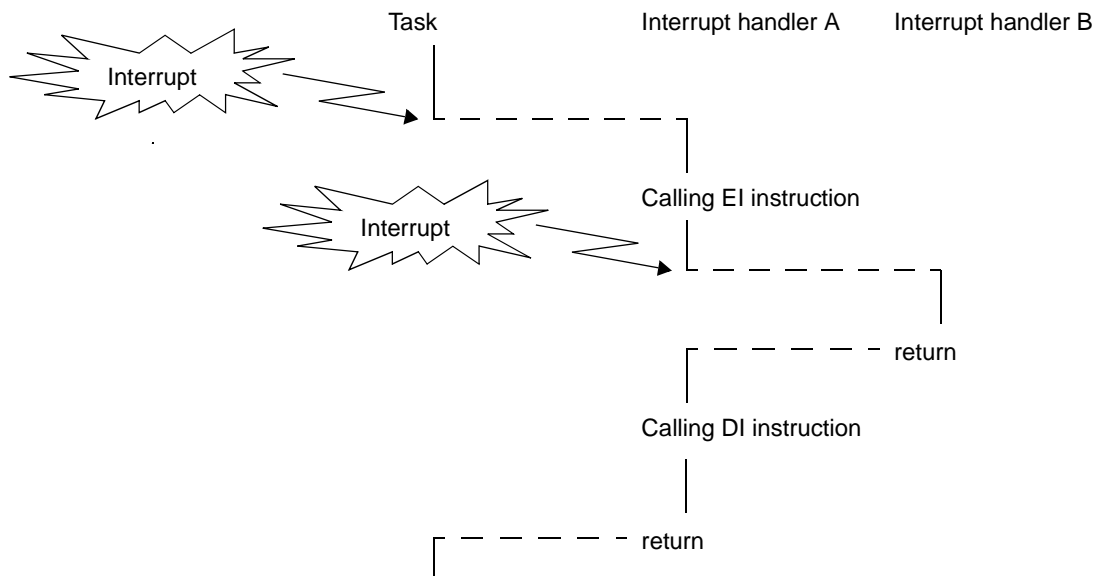 Task Interrupt handler A Interrupt handler B
Interrupt
Calling EI instruction
Interrupt
return
Calling DI instruction
return